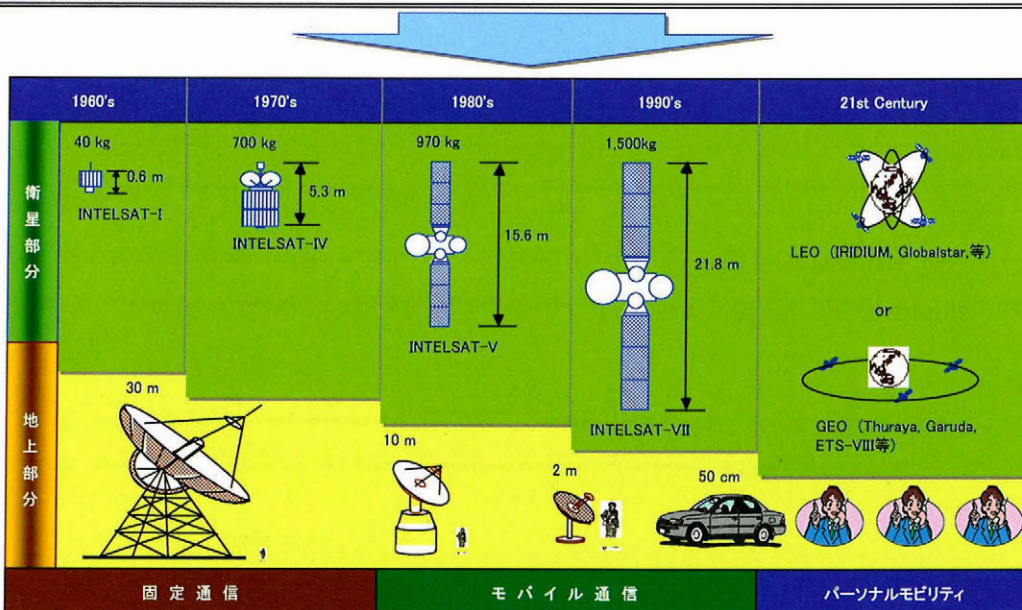 1960's
1970's
1980's
1990's
21st Century
衛星部分
40 kg
0.6 m
INTELSAT-I
700 kg
5.3 m
INTELSAT-IV
970 kg
15.6 m
INTELSAT-V
1,500kg
21.8 m
INTELSAT-VII
LEO (IRIDIUM, Globalstar,等)
or
GEO (Thuraya, Garuda,
ETS-VIII等)
地上部分
30 m
10 m
2 m
50 cm
固定通信
モバイル通信
パーソナルモビリティ